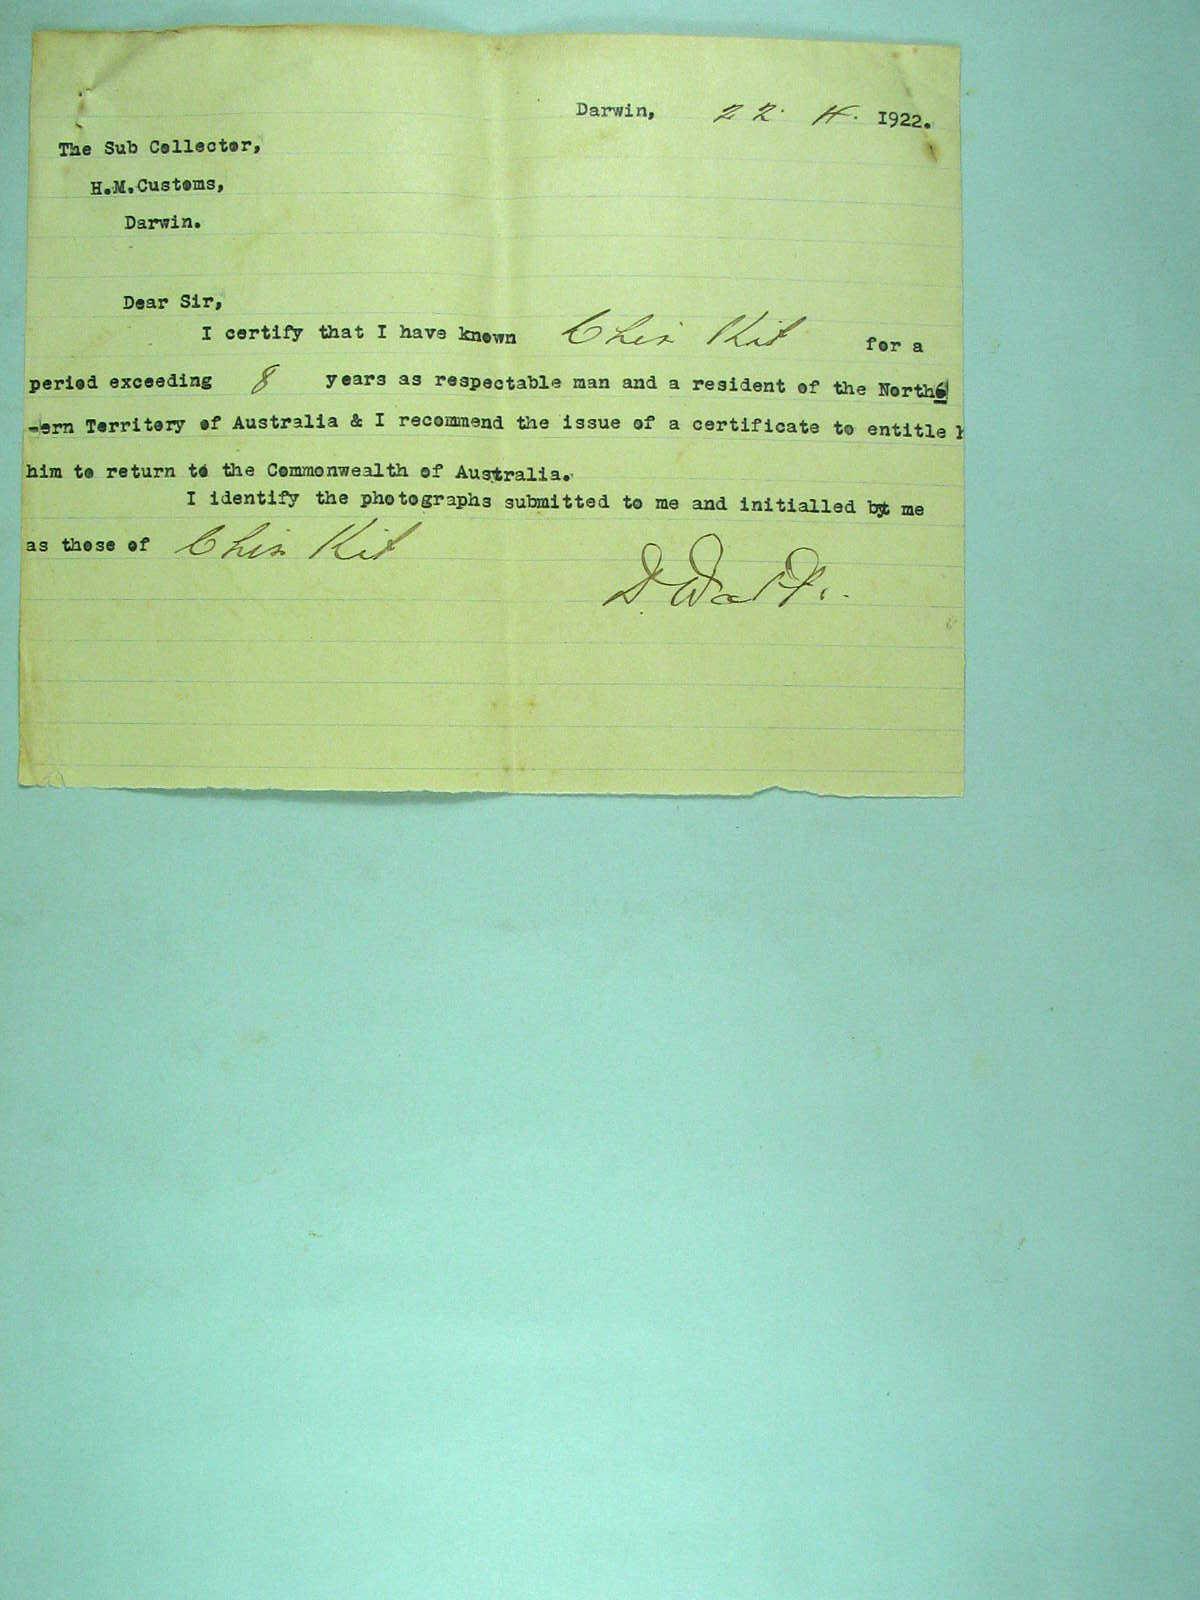 Darwin, 22. 4. 1922.
The Sub Collector,
H.M.Customs,
Darwin.
Dear Sir,
I certify that I have known Chin Kit for a
period exceeding 8 years as respectable man and a resident of the North
-ern Territory of Australia & I recommend the issue of a certificate to entitle h
him to return to the Commonwealth of Australia.
I identify the photographs submitted to me and initialled by me
as those of Chin Kit
D.